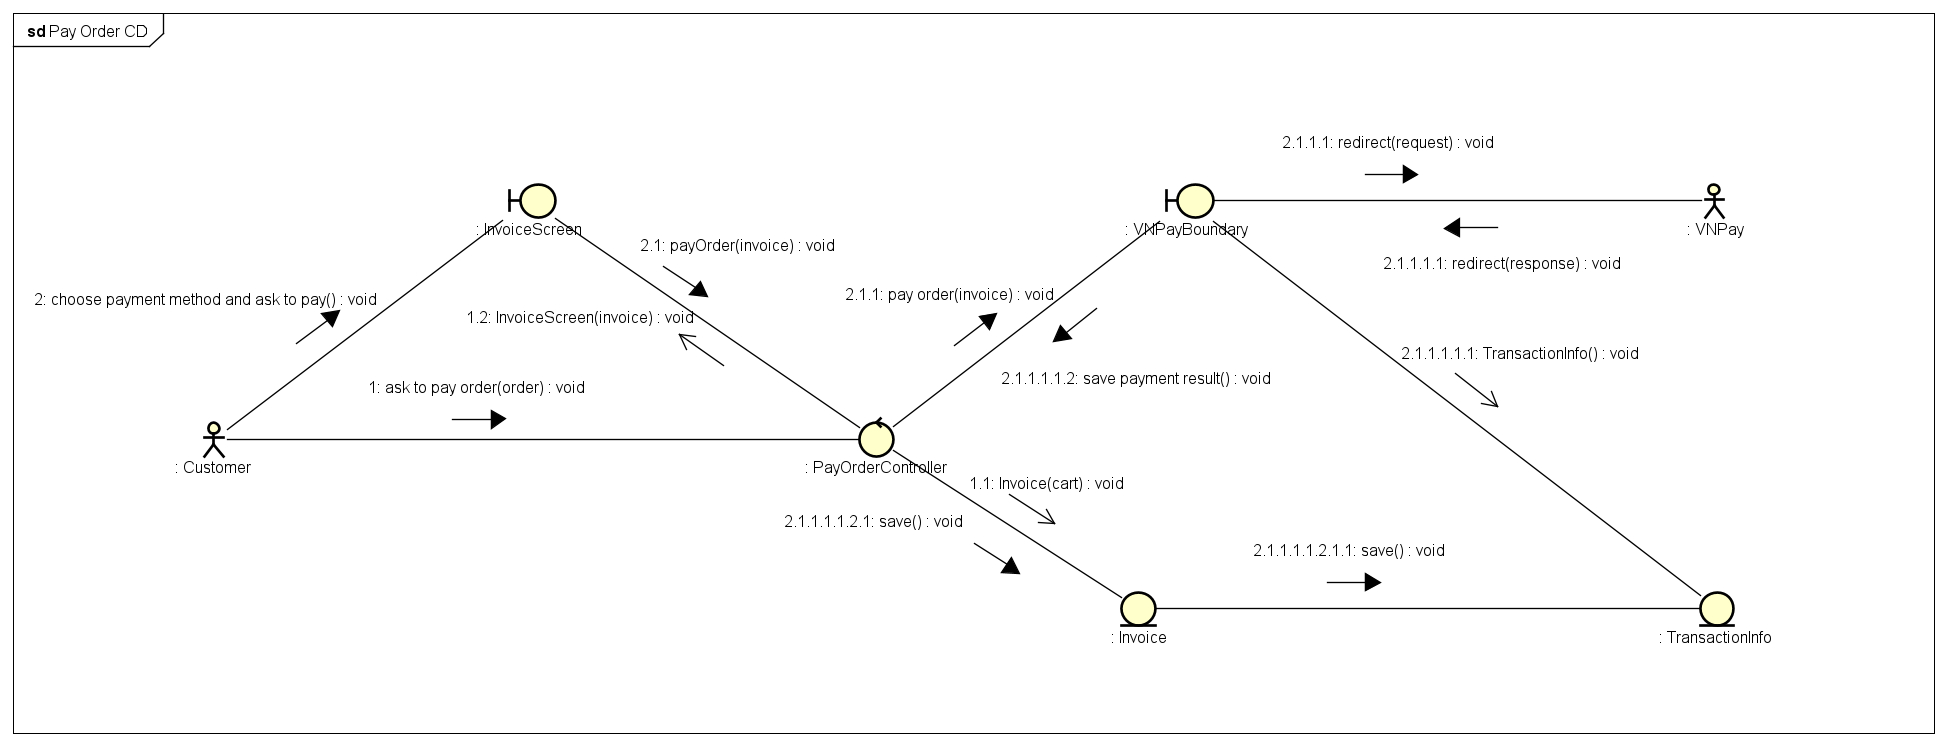 sd Pay Order CD
2.1.1.1: redirect(request) : void
: InvoiceScreen
: VNPayBoundary
: VNPay
2.1: payOrder(invoice) : void
2.1.1.1.1: redirect(response) : void
2: choose payment method and ask to pay() : void
2.1.1: pay order(invoice) : void
1.2: InvoiceScreen(invoice) : void
2.1.1.1.1.1: TransactionInfo() : void
2.1.1.1.1.2: save payment result() : void
1: ask to pay order(order) : void
: Customer
: PayOrderController
1.1: Invoice(cart) : void
2.1.1.1.1.2.1: save() : void
2.1.1.1.1.2.1.1: save() : void
: Invoice
: TransactionInfo